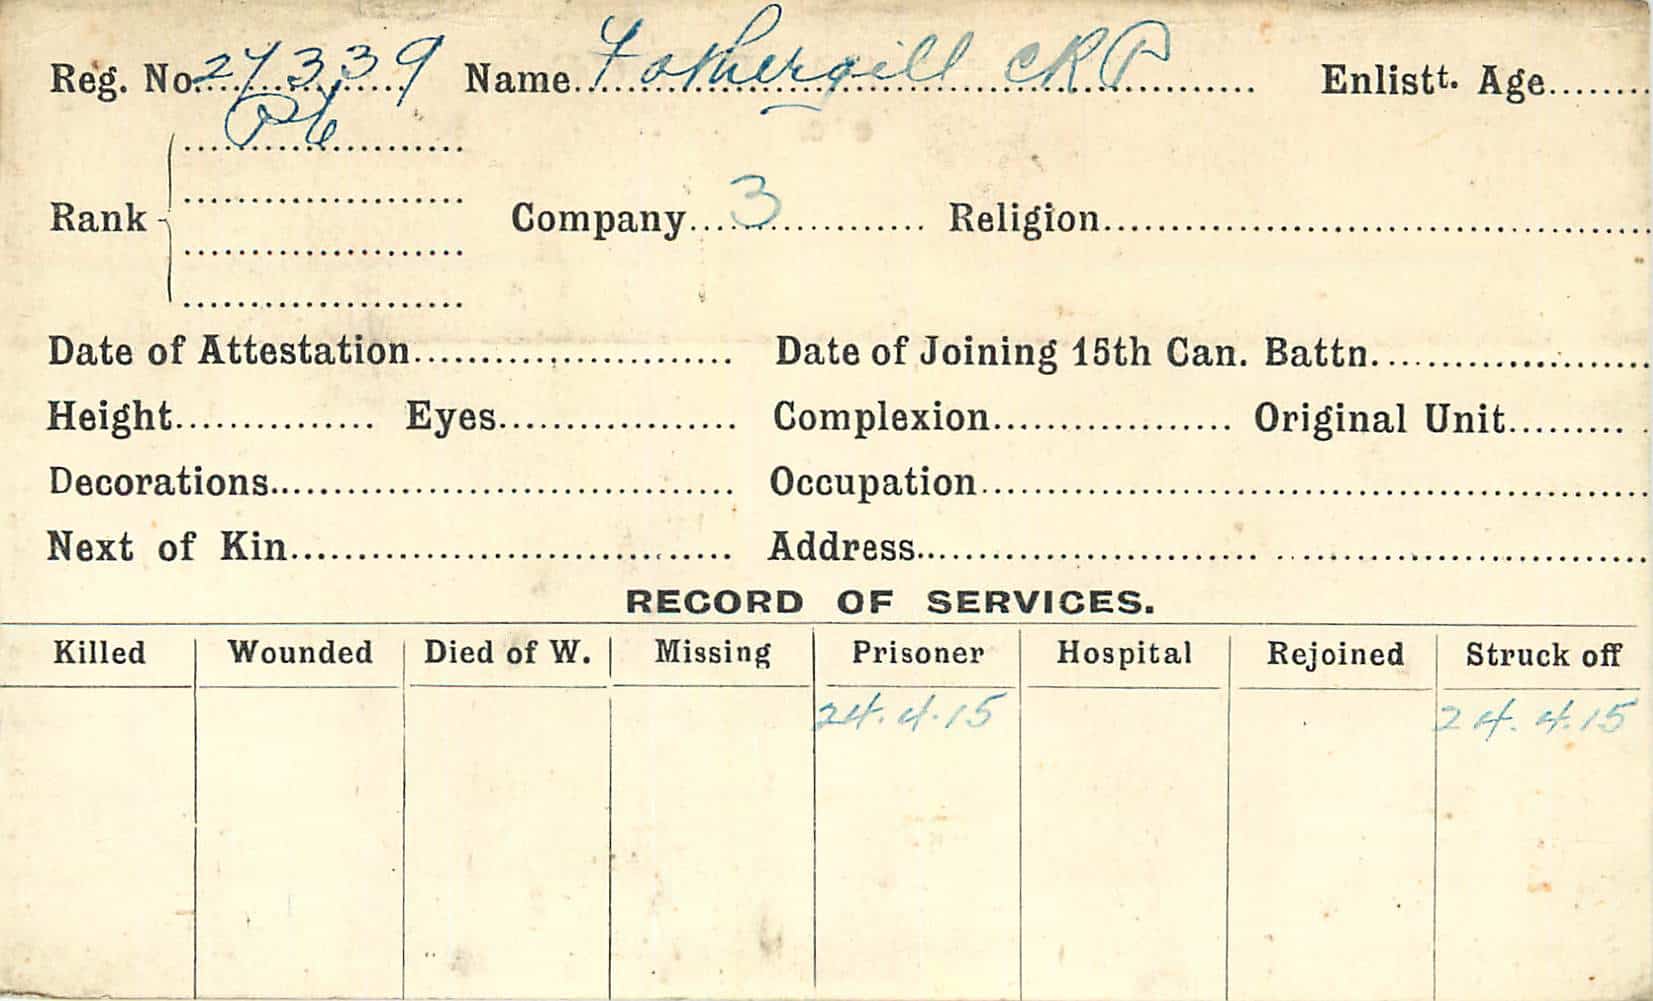 Reg. No. 27339 Name Fothergill C R P Enlistt. Age
Pte
Rank Company 3 Religion
Date of Attestation Date of Joining 15th Can. Battn.
Height Eyes Complexion Original Unit
Decorations Occupation
Next of Kin Address
RECORD OF SERVICES.
Killed Wounded Died of W. Missing Prisoner Hospital Rejoined Struck off
24.4.15 24.4.15